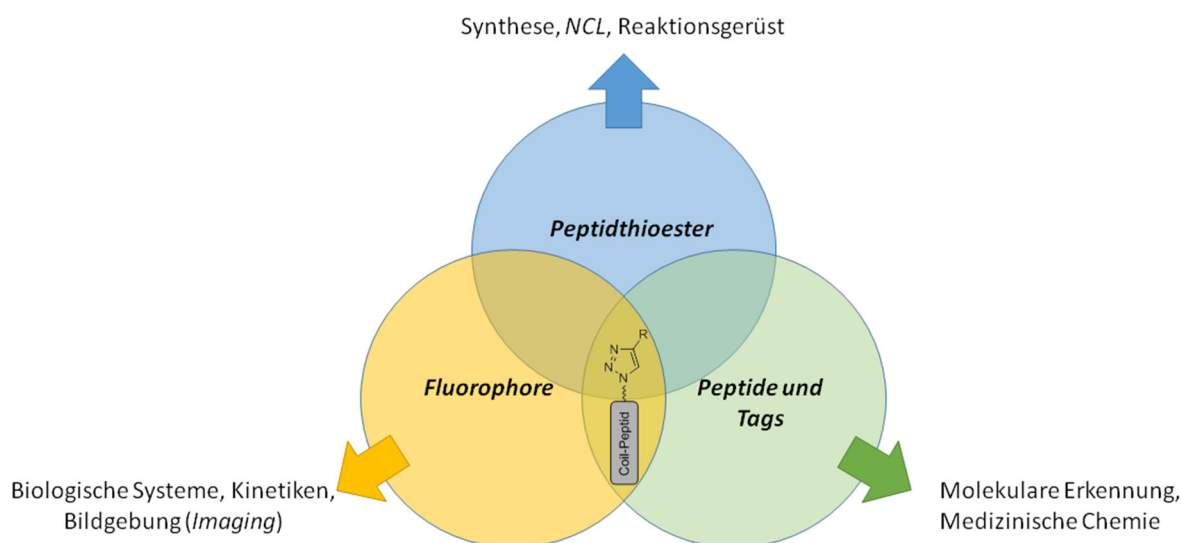 Synthese, NCL, Reaktionsgerüst
Peptidthioester
R
N
N
N
Fluorophore
Peptide und
Tags
Coil-Peptid
Biologische Systeme, Kinetiken,
Bildgebung (Imaging)
Molekulare Erkennung,
Medizinische Chemie